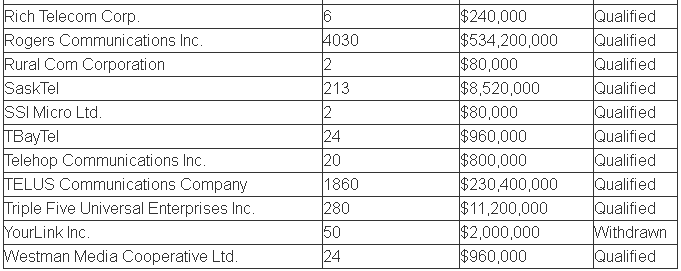 Rich Telecom Corp. 6 $240,000 Qualified
Rogers Communications Inc. 4030 $534,200,000 Qualified
Rural Com Corporation 2 $80,000 Qualified
SaskTel 213 $8,520,000 Qualified
SSI Micro Ltd. 2 $80,000 Qualified
TBayTel 24 $960,000 Qualified
Telehop Communications Inc. 20 $800,000 Qualified
TELUS Communications Company 1860 $230,400,000 Qualified
Triple Five Universal Enterprises Inc. 280 $11,200,000 Qualified
YourLink Inc. 50 $2,000,000 Withdrawn
Westman Media Cooperative Ltd. 24 $960,000 Qualified